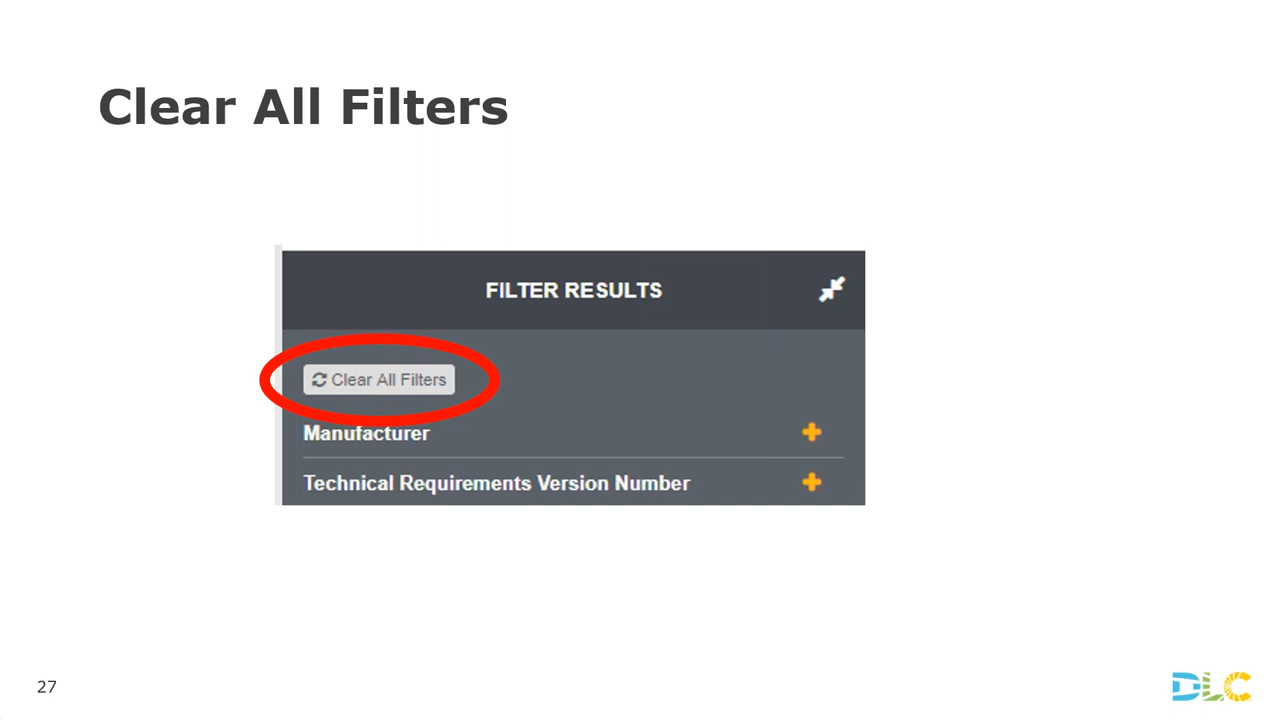 Clear All Filters
FILTER RESULTS
Clear All Filters
Manufacturer
Technical Requirements Version Number
27
DLC